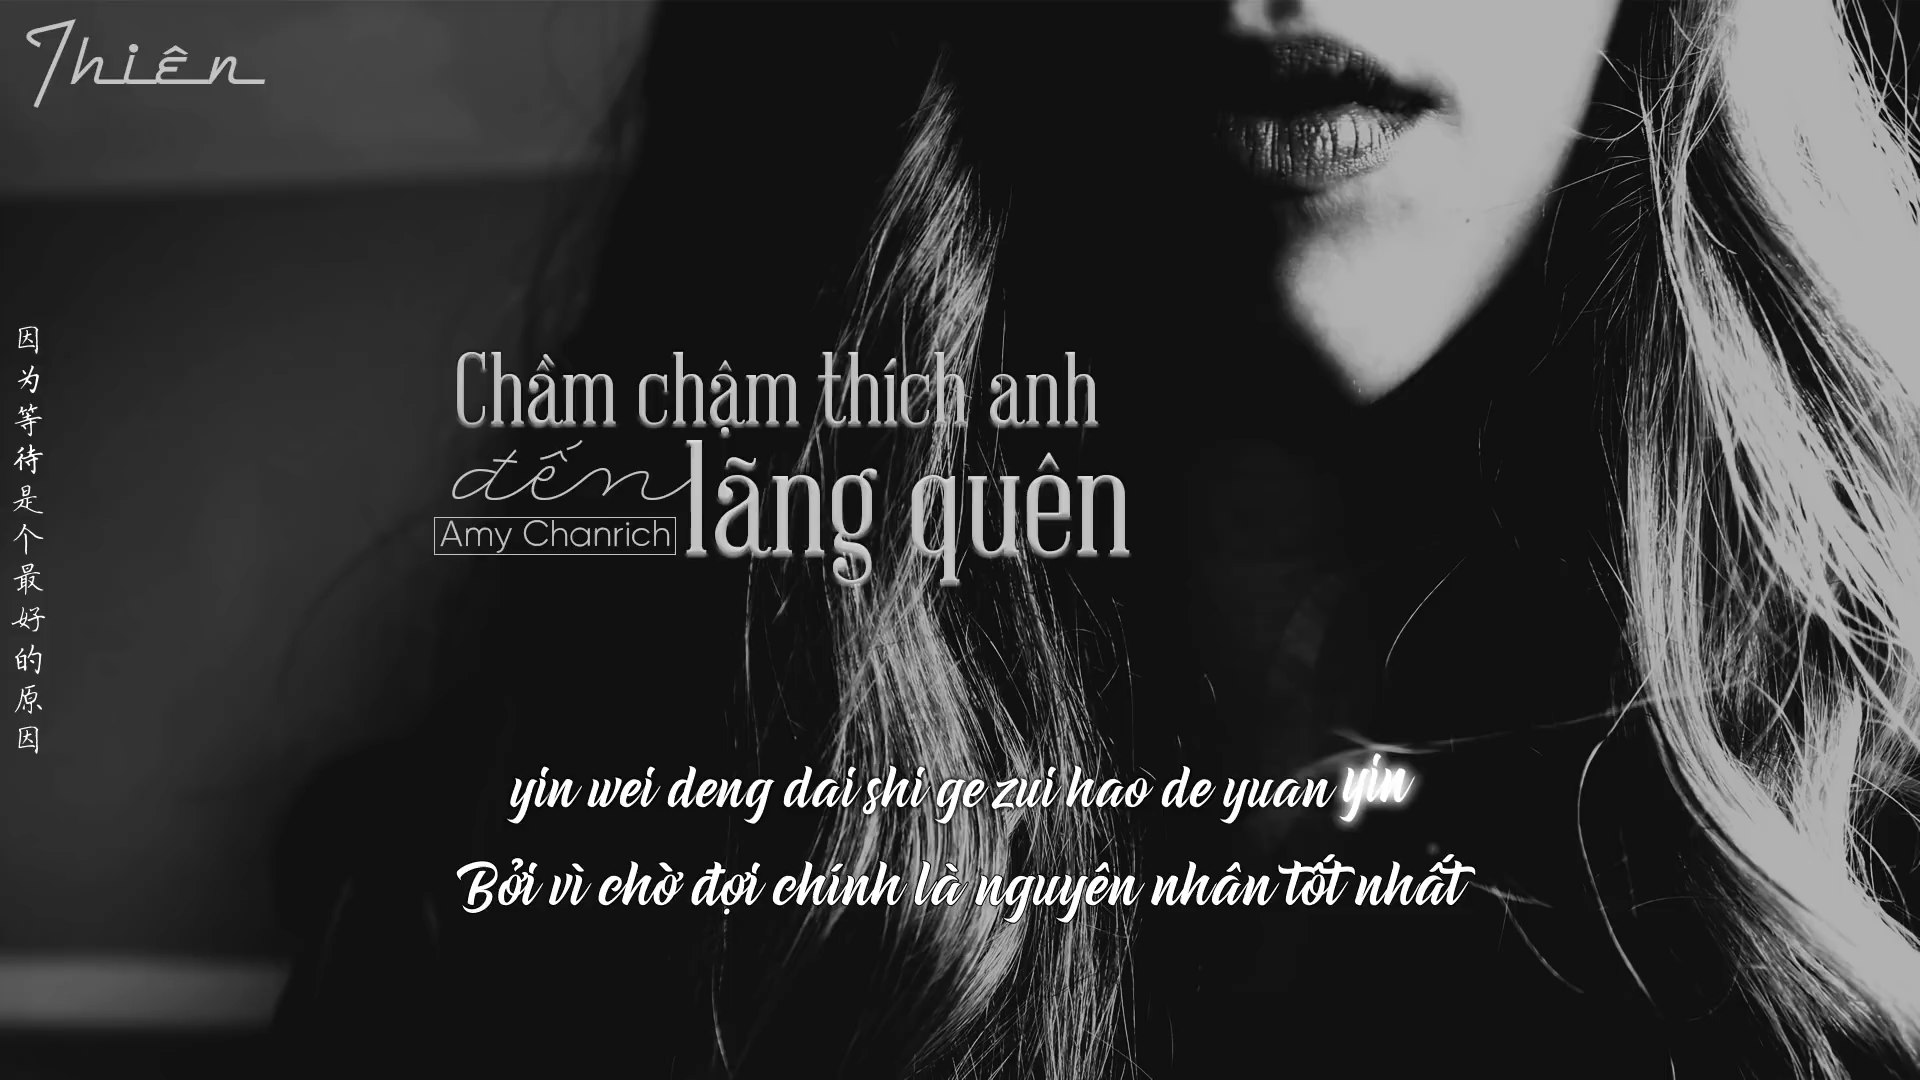 Thiên
因为等待是个最好的原因
Chầm chậm thích anh
đến lãng quên
Amy Chanrich
yin wei deng dai shi ge zui hao de yuan yin
Bởi vì chờ đợi chính là nguyên nhân tốt nhất